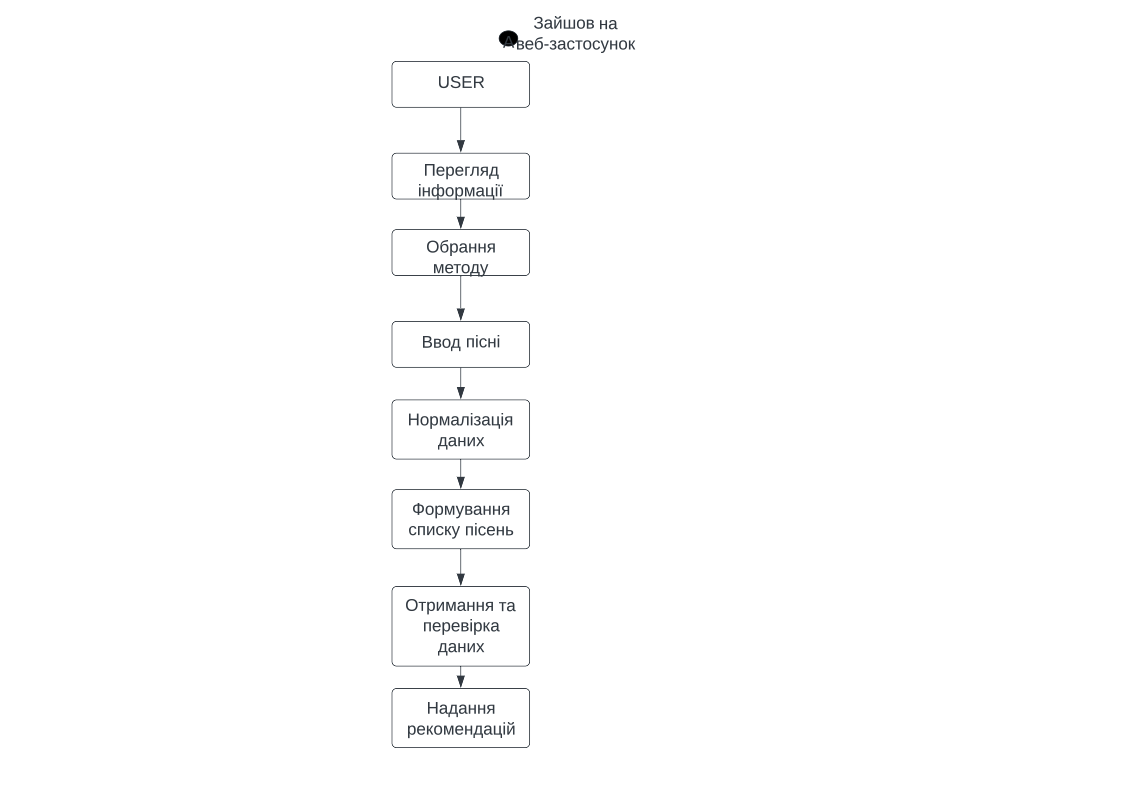 Зайшов на
А веб-застосунок
USER
Перегляд
інформації
Обрання
методу
Ввод пісні
Нормалізація
даних
Формування
списку пісень
Отримання та
перевірка
даних
Надання
рекомендацій